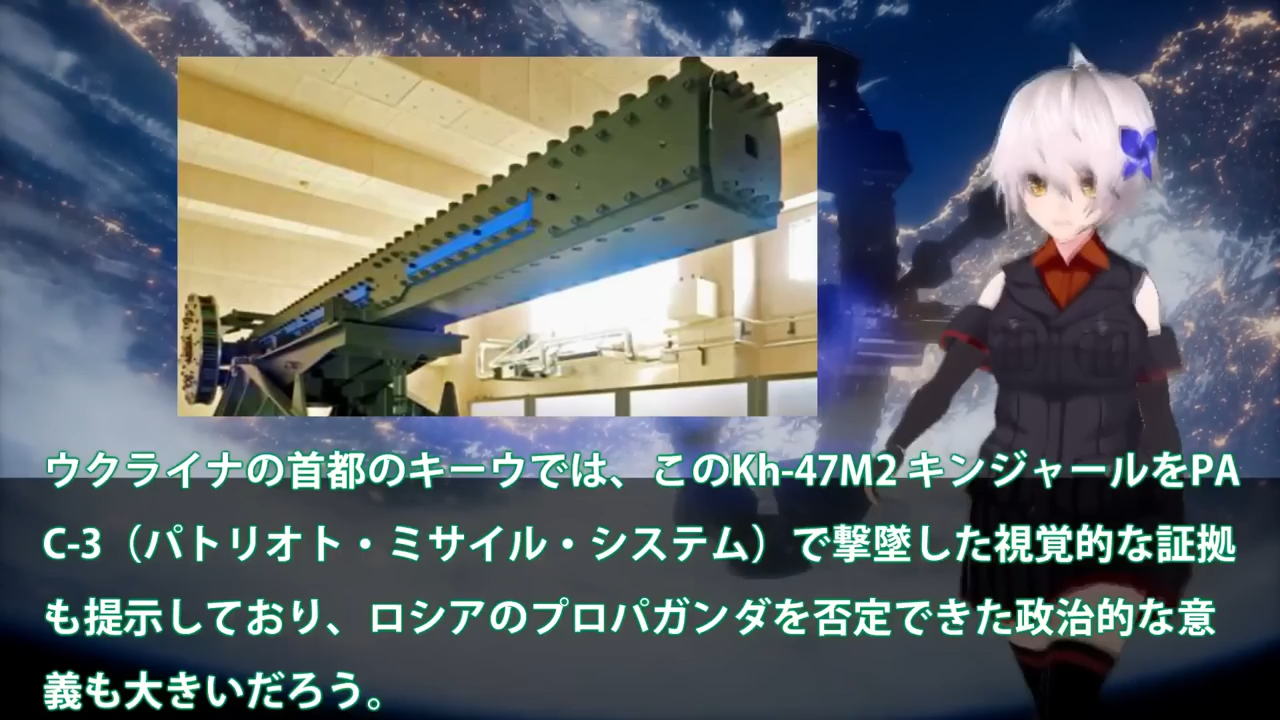 ウクライナの首都のキーウでは、このKh-47M2 キンジャールをPA
C-3（パトリオト・ミサイル・システム）で撃墜した視覚的な証拠
も提示しており、ロシアのプロパガンダを否定できた政治的な意
義も大きいだろう。